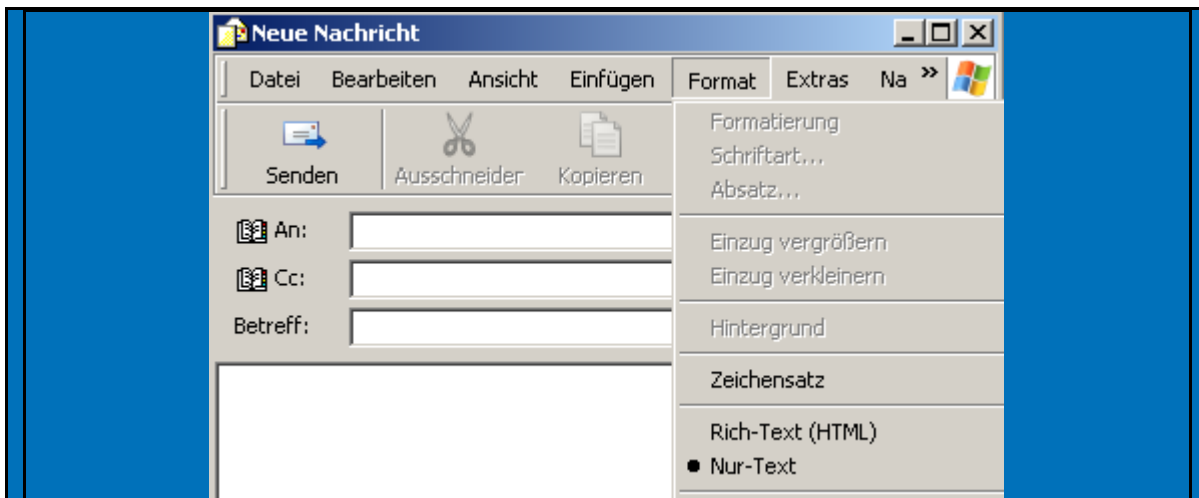 Neue Nachricht
Datei Bearbeiten Ansicht Einfügen Format Extras Na »
Formatierung
Schriftart...
Senden Ausschneider Kopieren
Absatz...
An:
Einzug vergrößern
Cc:
Einzug verkleinern
Betreff:
Hintergrund
Zeichensatz
Rich-Text (HTML)
Nur-Text